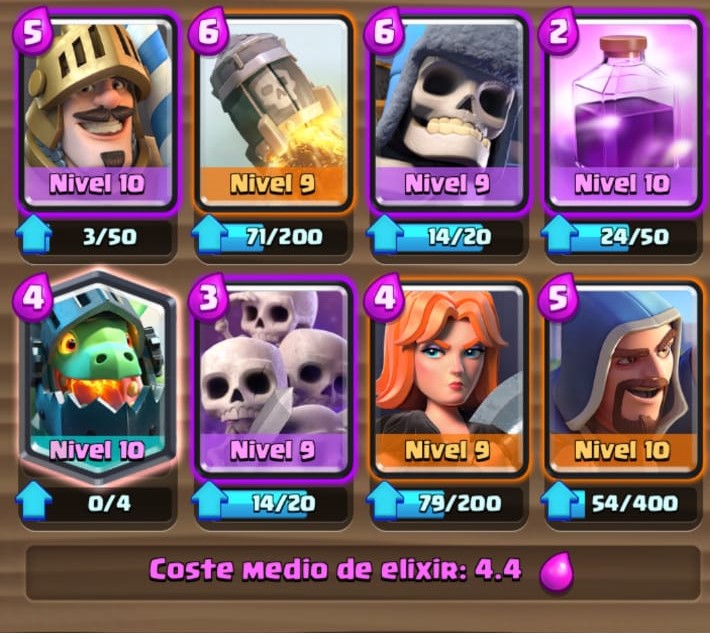 5 6 6 2
Nivel 10 Nivel 9 Nivel 9 Nivel 10
3/50 71/200 14/20 24/50
4 3 4 5
Nivel 10 Nivel 9 Nivel 9 Nivel 10
0/4 14/20 79/200 54/400
Coste medio de elixir: 4.4